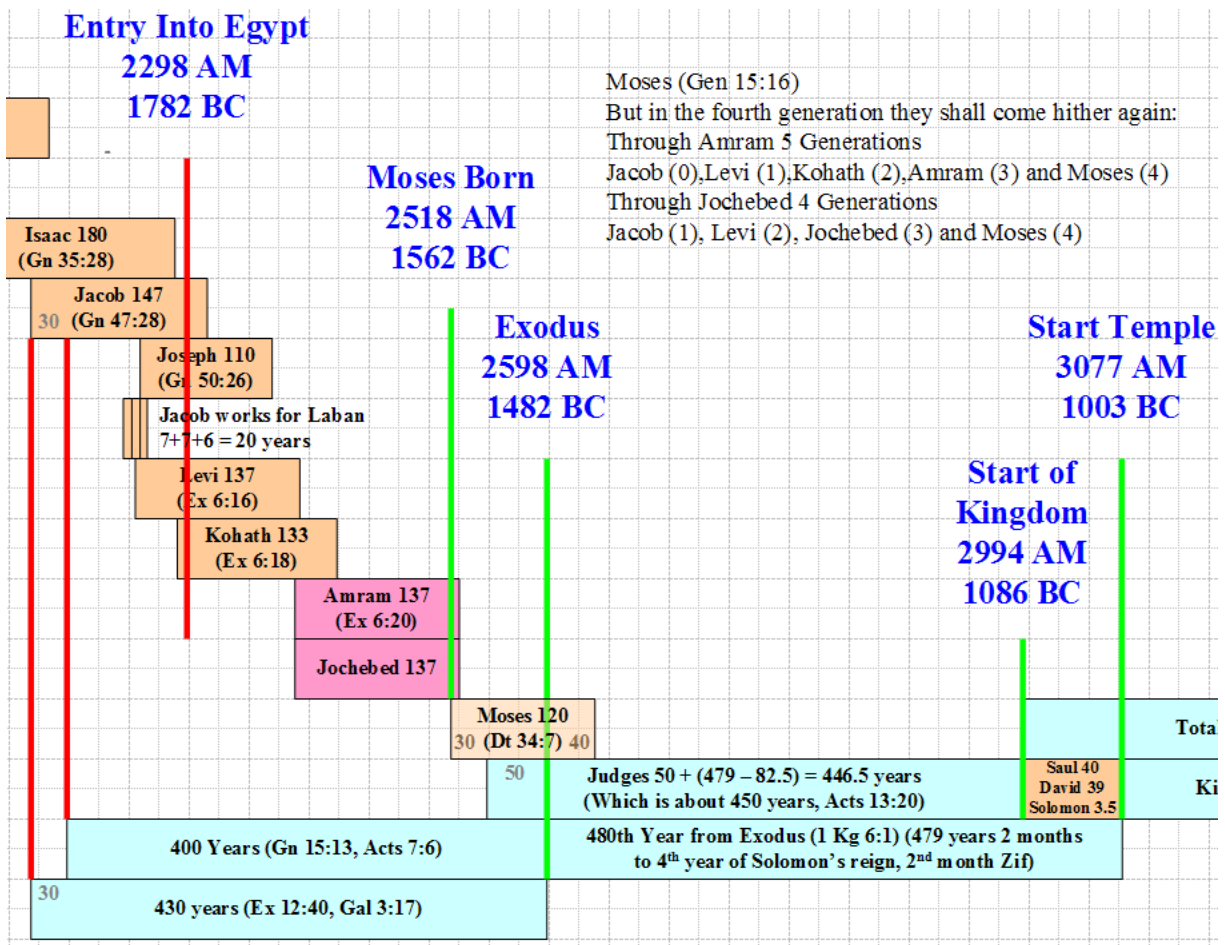 Entry Into Egypt
2298 AM
1782 BC
Moses (Gen 15:16)
But in the fourth generation they shall come hither again:
Through Amram 5 Generations
Jacob (0),Levi (1),Kohath (2),Amram (3) and Moses (4)
Through Jochebed 4 Generations
Jacob (1), Levi (2), Jochebed (3) and Moses (4)
Moses Born
2518 AM
1562 BC
Isaac 180
(Gn 35:28)
Jacob 147
30 (Gn 47:28)
Exodus
2598 AM
1482 BC
Start Temple
3077 AM
1003 BC
Joseph 110
(Gn 50:26)
Jacob works for Laban
7+7+6 = 20 years
Levi 137
(Ex 6:16)
Start of
Kingdom
2994 AM
1086 BC
Kohath 133
(Ex 6:18)
Amram 137
(Ex 6:20)
Jochebed 137
Moses 120
30 (Dt 34:7) 40
Total
50
Judges 50 + (479 – 82.5) = 446.5 years
(Which is about 450 years, Acts 13:20)
Saul 40
David 39
Solomon 3.5
Ki
400 Years (Gn 15:13, Acts 7:6)
480th Year from Exodus (1 Kg 6:1) (479 years 2 months
to 4th year of Solomon's reign, 2nd month Zif)
30
430 years (Ex 12:40, Gal 3:17)